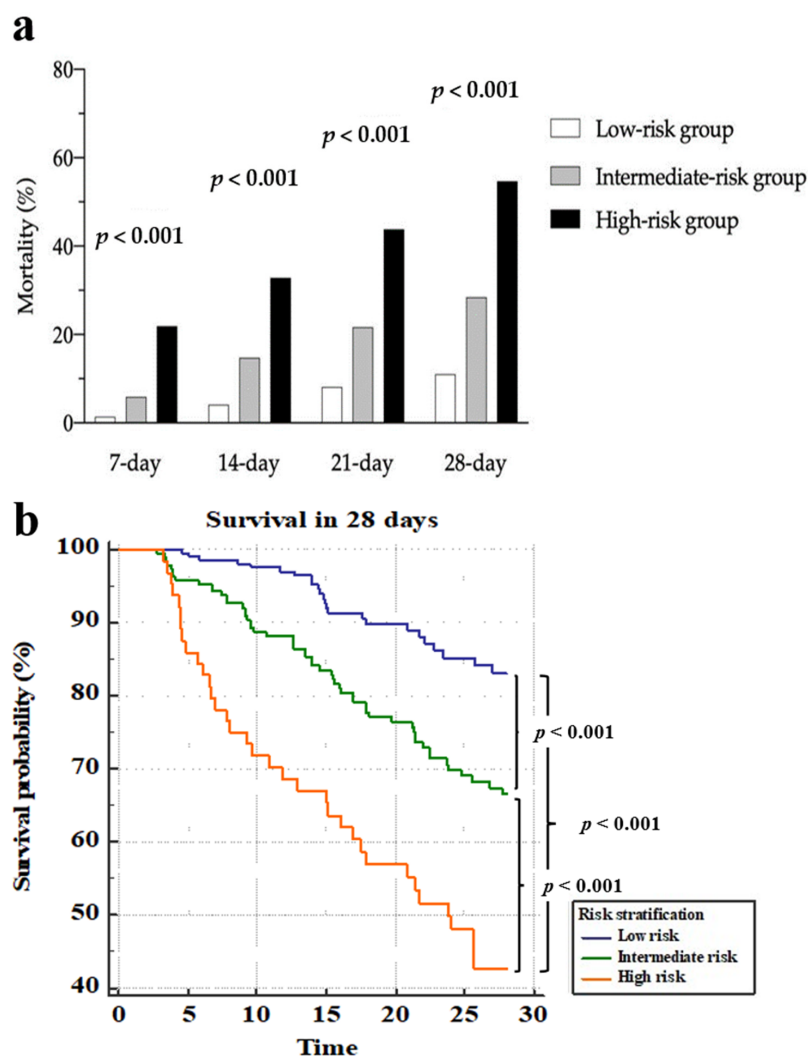 a
80
60
40
20
0
Mortality (%)
p < 0.001
p < 0.001
p < 0.001
p < 0.001
7-day
14-day
21-day
28-day
Low-risk group
Intermediate-risk group
High-risk group
b
Survival in 28 days
100
90
80
70
60
50
40
Survival probability (%)
0
5
10
15
20
25
30
Time
p < 0.001
p < 0.001
p < 0.001
Risk stratification
Low risk
Intermediate risk
High risk